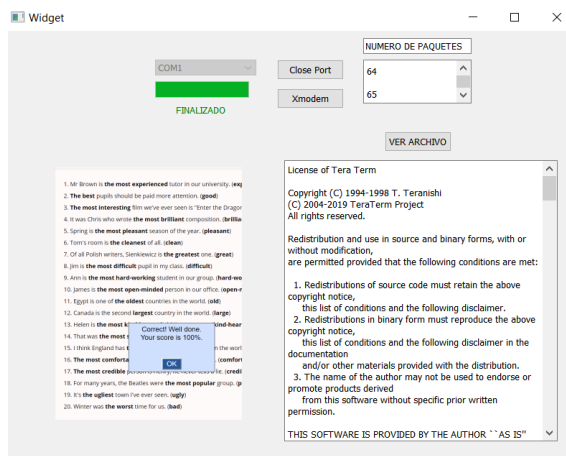 Widget
NUMERO DE PAQUETES
COM1
Close Port
64
65
Xmodem
FINALIZADO
VER ARCHIVO
1. Mr Brown is the most experienced tutor in our university. (exp
2. The best pupils should be paid more attention. (good)
3. The most interesting film we've ever seen is "Enter the Dragon
4. It was Chris who wrote the most brilliant composition. (brillia
5. Spring is the most pleasant season of the year. (pleasant)
6. Tom's room is the cleanest of all. (clean)
7. Of all Polish writers, Sienkiewicz is the greatest one. (great)
8. Jim is the most difficult pupil in my class. (difficult)
9. Ann is the most hard-working student in our group. (hard-wo
10. James is the most open-minded person in our office. (open-m
11. Egypt is one of the oldest countries in the world. (old)
12. Canada is the second largest country in the world. (large)
13. Helen is the most k kind-hear
14. That was the most
15. I think England has t n the worl
16. The most comforta (comfort
17. The most credible (credi
18. For many years, the Beatles were the most popular group. (p
19. It's the ugliest town I've ever seen. (ugly)
20. Winter was the worst time for us. (bad)
Correct! Well done.
Your score is 100%.
OK
License of Tera Term
Copyright (C) 1994-1998 T. Teranishi
(C) 2004-2019 TeraTerm Project
All rights reserved.
Redistribution and use in source and binary forms, with or
without modification,
are permitted provided that the following conditions are met:
1. Redistributions of source code must retain the above
copyright notice,
this list of conditions and the following disclaimer.
2. Redistributions in binary form must reproduce the above
copyright notice,
this list of conditions and the following disclaimer in the
documentation
and/or other materials provided with the distribution.
3. The name of the author may not be used to endorse or
promote products derived
from this software without specific prior written
permission.
THIS SOFTWARE IS PROVIDED BY THE AUTHOR ``AS IS''